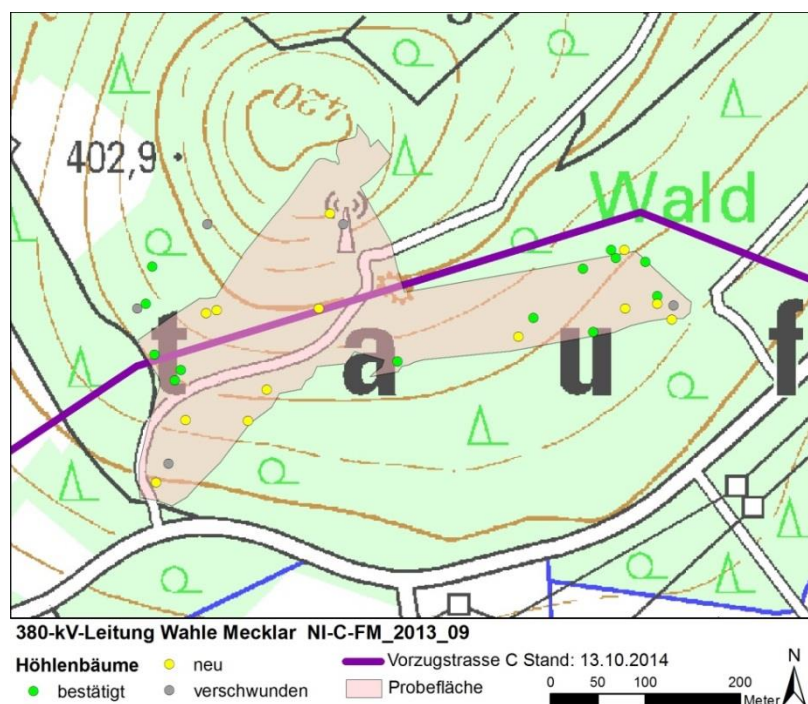 420
402,9
Wald
t a u f
380-kV-Leitung Wahle Mecklar NI-C-FM_2013_09
Höhlenbäume
neu
bestätigt
verschwunden
Vorzugstrasse C Stand: 13.10.2014
Probefläche
N
0 50 100 200
Meter